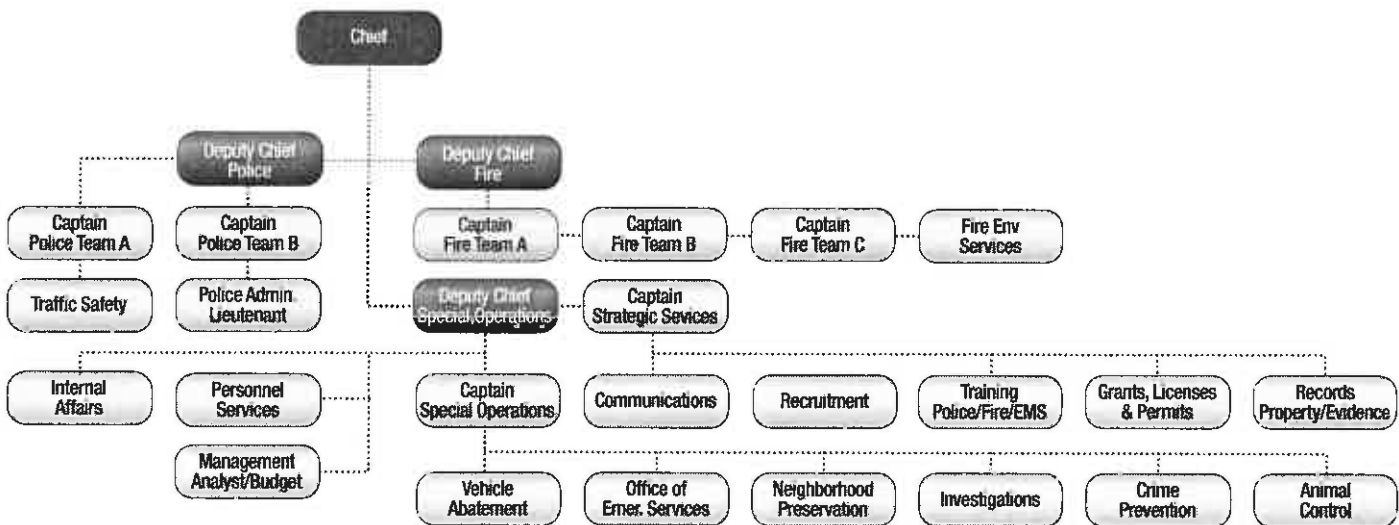 Chief
Deputy Chief
Police
Deputy Chief
Fire
Captain
Police Team A
Captain
Police Team B
Captain
Fire Team A
Captain
Fire Team B
Captain
Fire Team C
Fire Env
Services
Traffic Safety
Police Admin.
Lieutenant
Deputy Chief
Special Operations
Captain
Strategic Sevices
Internal
Affairs
Personnel
Services
Captain
Special Operations
Communications
Recruitment
Training
Police/Fire/EMS
Grants, Licenses
& Permits
Records
Property/Evidence
Management
Analyst/Budget
Vehicle
Abatement
Office of
Emer. Services
Neighborhood
Preservation
Investigations
Crime
Prevention
Animal
Control